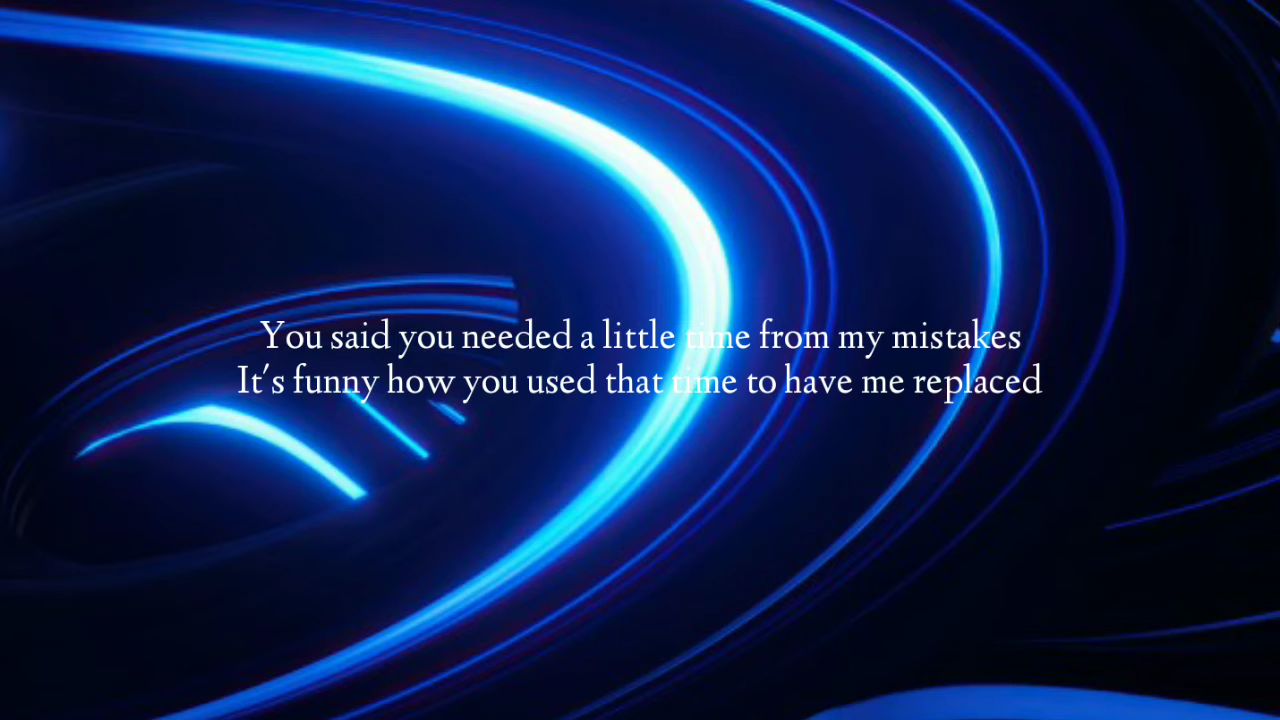 You said you needed a little time from my mistakes
It's funny how you used that time to have me replaced